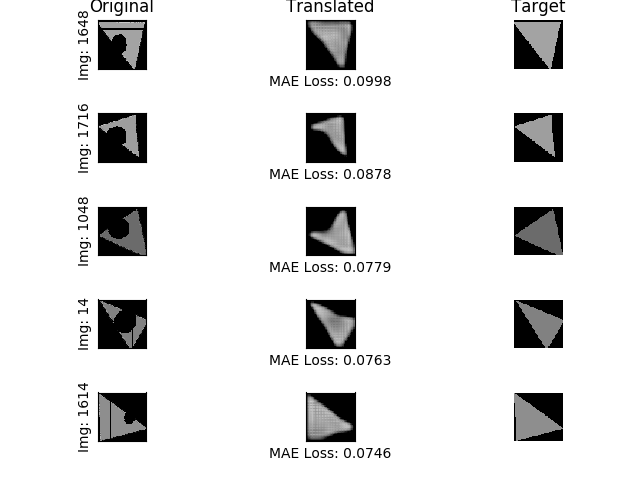 Original Translated Target
Img: 1648
MAE Loss: 0.0998
Img: 1716
MAE Loss: 0.0878
Img: 1048
MAE Loss: 0.0779
Img: 14
MAE Loss: 0.0763
Img: 1614
MAE Loss: 0.0746